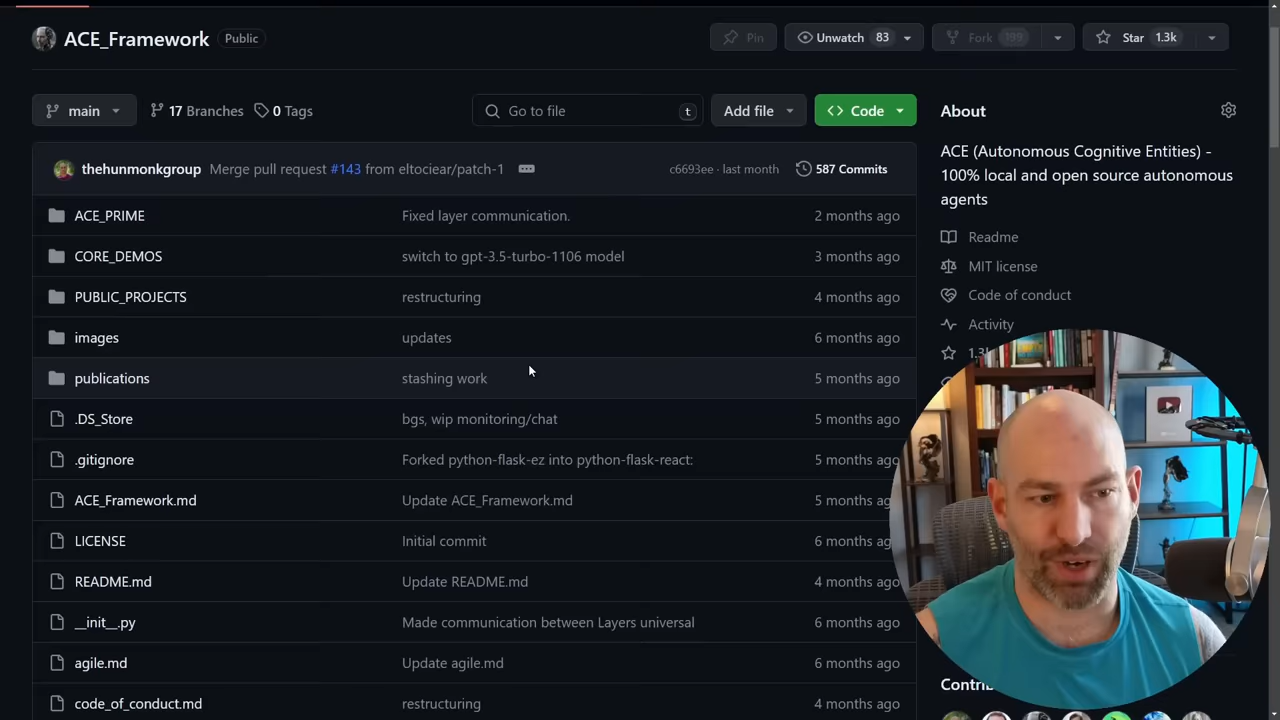 ACE_Framework Public Pin Unwatch 83 Fork 199 Star 1.3k
main 17 Branches 0 Tags Go to file t Add file Code
thehunmonkgroup Merge pull request #143 from eltociear/patch-1 c6693ee · last month 587 Commits
ACE_PRIME Fixed layer communication. 2 months ago
CORE_DEMOS switch to gpt-3.5-turbo-1106 model 3 months ago
PUBLIC_PROJECTS restructuring 4 months ago
images updates 6 months ago
publications stashing work 5 months ago
.DS_Store bgs, wip monitoring/chat 5 months ago
.gitignore Forked python-flask-ez into python-flask-react: 5 months ago
ACE_Framework.md Update ACE_Framework.md 5 months ago
LICENSE Initial commit 6 months ago
README.md Update README.md 4 months ago
__init__.py Made communication between Layers universal 6 months ago
agile.md Update agile.md 6 months ago
code_of_conduct.md restructuring 4 months ago
About
ACE (Autonomous Cognitive Entities) -
100% local and open source autonomous
agents
Readme
MIT license
Code of conduct
Activity